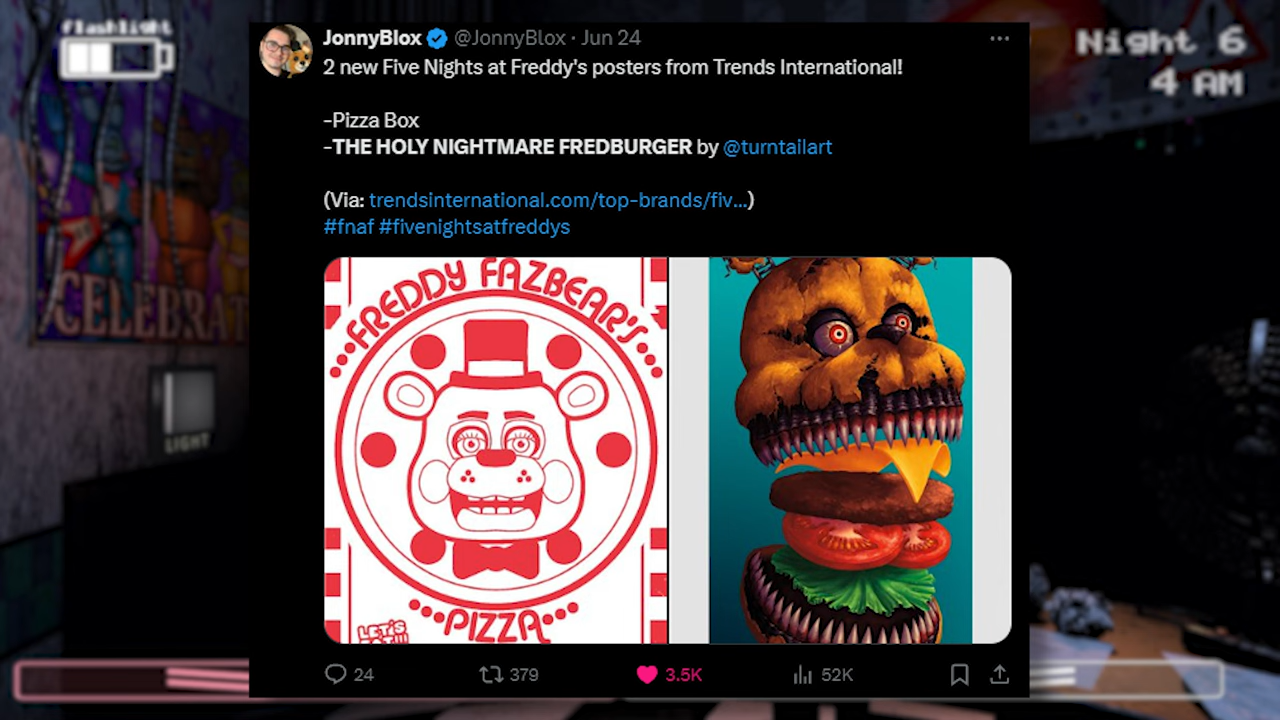 flashlight
Night 6
4 AM
JonnyBlox @JonnyBlox · Jun 24
2 new Five Nights at Freddy's posters from Trends International!
-Pizza Box
-THE HOLY NIGHTMARE FREDBURGER by @turntailart
(Via: trendsinternational.com/top-brands/fiv...)
#fnaf #fivenightsatfreddys
FREDDY FAZBEAR'S
PIZZA
LET'S
CELEBRAT
LIGHT
24 379 3.5K 52K